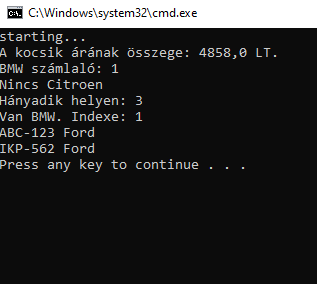 C:\Windows\system32\cmd.exe
starting...
A kocsik árának összege: 4858,0 LT.
BMW számláló: 1
Nincs Citroen
Hányadik helyen: 3
Van BMW. Indexe: 1
ABC-123 Ford
IKP-562 Ford
Press any key to continue . . .